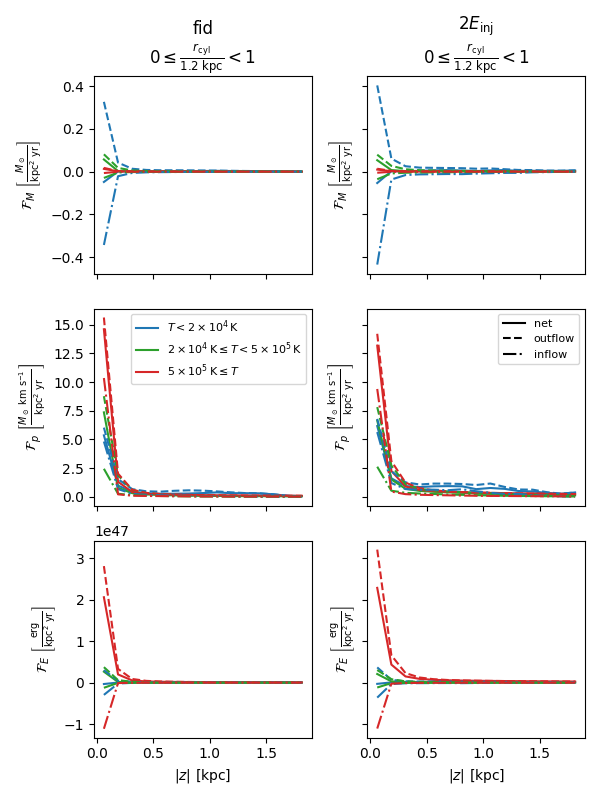 fid
0 ≤ r_cyl / 1.2 kpc < 1
2E_inj
0 ≤ r_cyl / 1.2 kpc < 1
0.4
0.2
0.0
−0.2
−0.4
ℱ_M [M_⊙ / kpc² yr]
ℱ_M [M_⊙ / kpc² yr]
15.0
12.5
10.0
7.5
5.0
2.5
0.0
ℱ_p [M_⊙ km s⁻¹ / kpc² yr]
T < 2 × 10⁴ K
2 × 10⁴ K ≤ T < 5 × 10⁵ K
5 × 10⁵ K ≤ T
ℱ_p [M_⊙ km s⁻¹ / kpc² yr]
net
outflow
inflow
1e47
3
2
1
0
−1
ℱ_E [erg / kpc² yr]
0.0 0.5 1.0 1.5
|z| [kpc]
ℱ_E [erg / kpc² yr]
0.0 0.5 1.0 1.5
|z| [kpc]